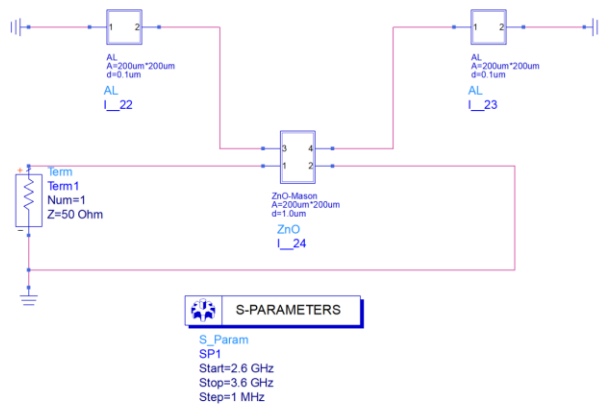 1 2
AL
A=200um*200um
d=0.1um
AL
I__22
1 2
AL
A=200um*200um
d=0.1um
AL
I__23
3 4
1 2
ZnO-Mason
A=200um*200um
d=1.0um
ZnO
I__24
+
Term
Term1
Num=1
Z=50 Ohm
-
S-PARAMETERS
S_Param
SP1
Start=2.6 GHz
Stop=3.6 GHz
Step=1 MHz